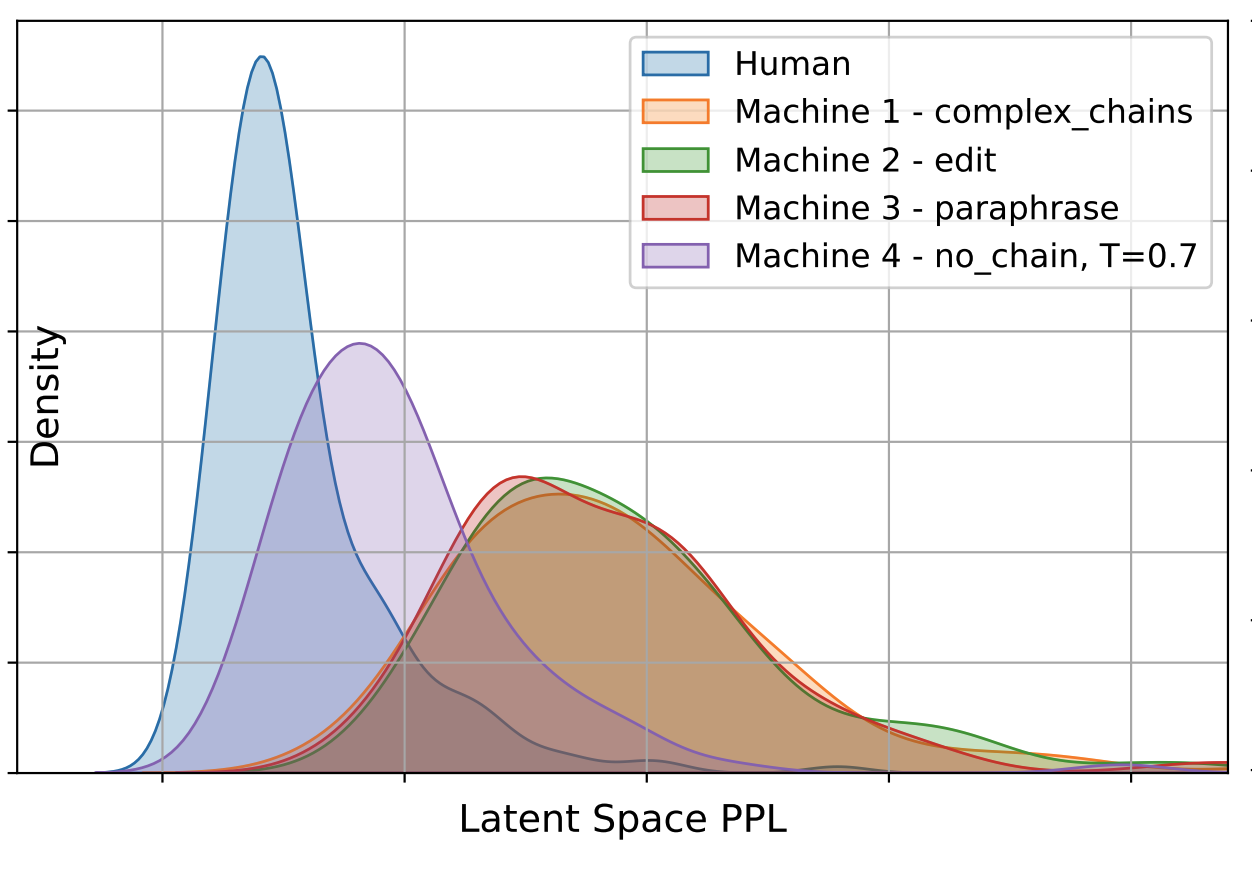 Human
Machine 1 - complex_chains
Machine 2 - edit
Machine 3 - paraphrase
Machine 4 - no_chain, T=0.7
Density
Latent Space PPL